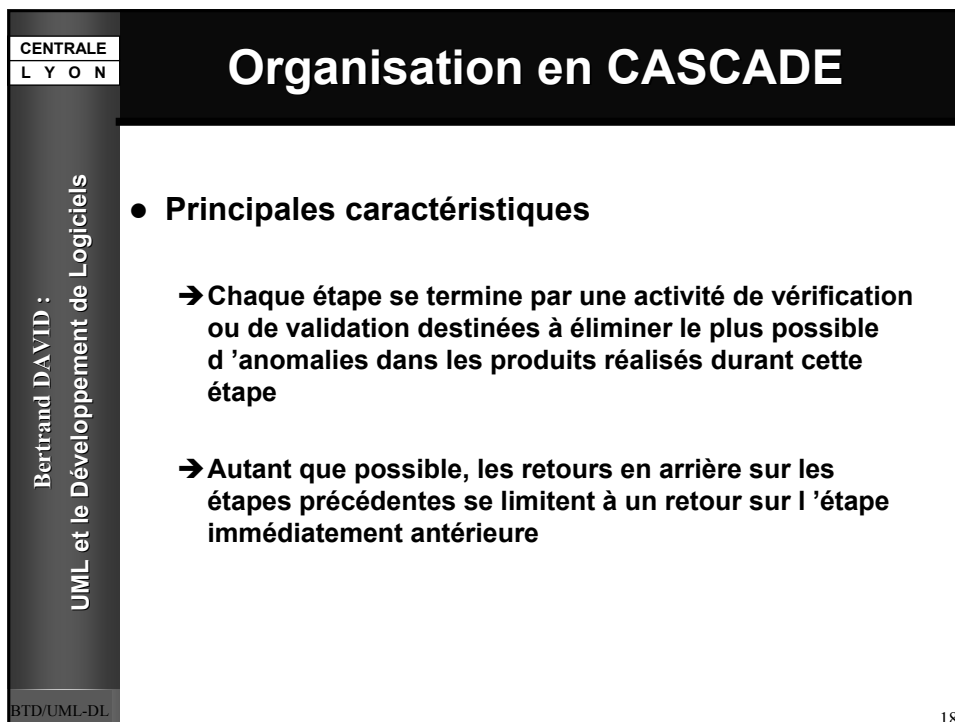 CENTRALE
L Y O N
Organisation en CASCADE
Bertrand DAVID :
UML et le Développement de Logiciels
● Principales caractéristiques
➔ Chaque étape se termine par une activité de vérification
ou de validation destinées à éliminer le plus possible
d ’anomalies dans les produits réalisés durant cette
étape
➔ Autant que possible, les retours en arrière sur les
étapes précédentes se limitent à un retour sur l ’étape
immédiatement antérieure
BTD/UML-DL
18